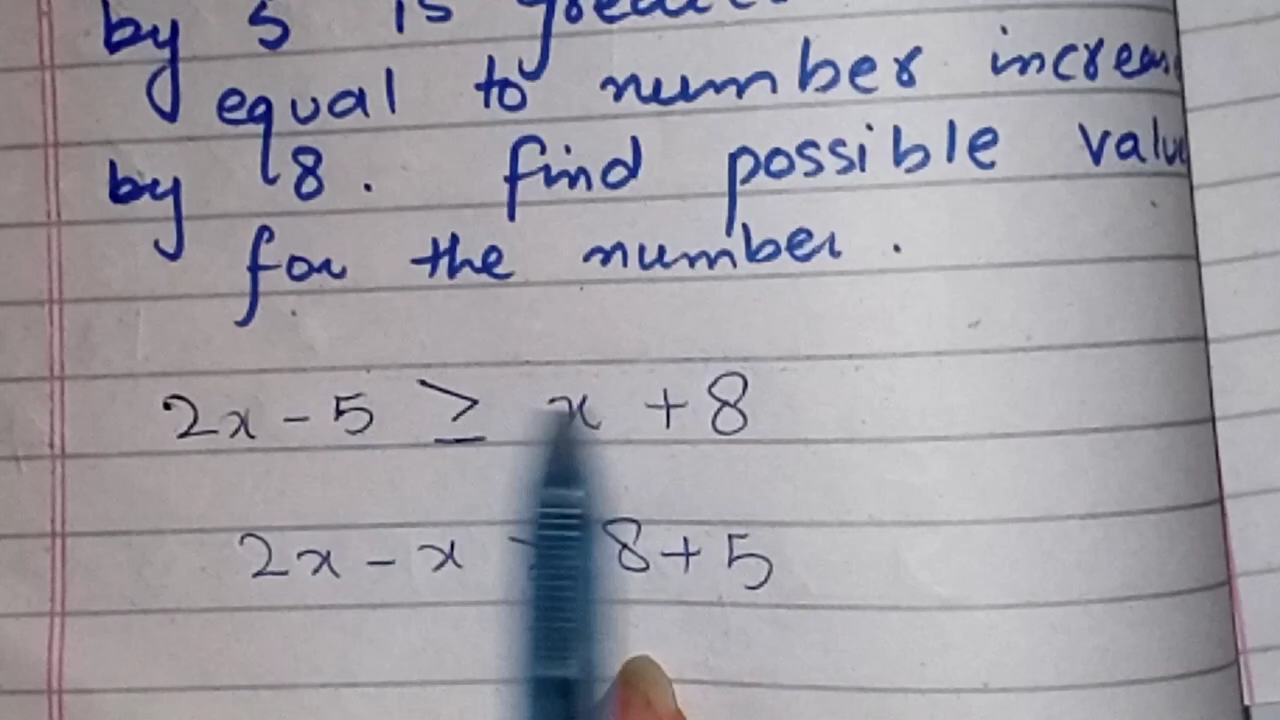 by 5 is
equal to number
by 8. find possible
for the number.
2x - 5 ≥ x + 8
2x - x 8 + 5